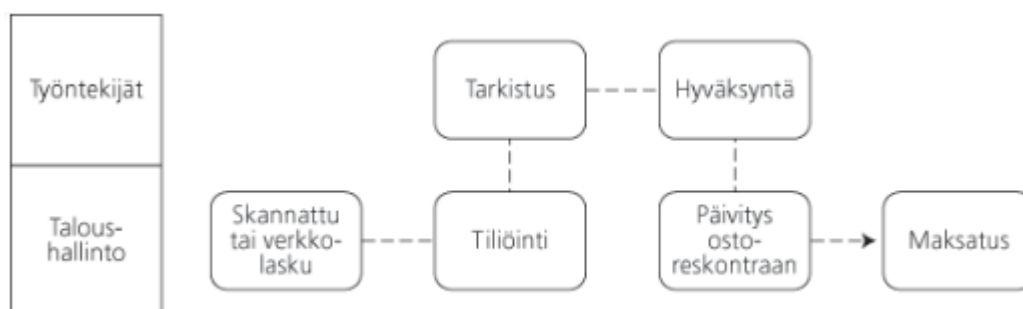 Työntekijät
Tarkistus
Hyväksyntä
Talous-
hallinto
Skannattu
tai verkko-
lasku
Tiliöinti
Päivitys
osto-
reskontraan
Maksatus